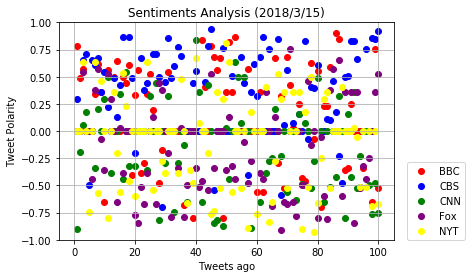 Sentiments Analysis (2018/3/15)
Tweet Polarity
1.00
0.75
0.50
0.25
0.00
−0.25
−0.50
−0.75
−1.00
0
20
40
60
80
100
Tweets ago
BBC
CBS
CNN
Fox
NYT